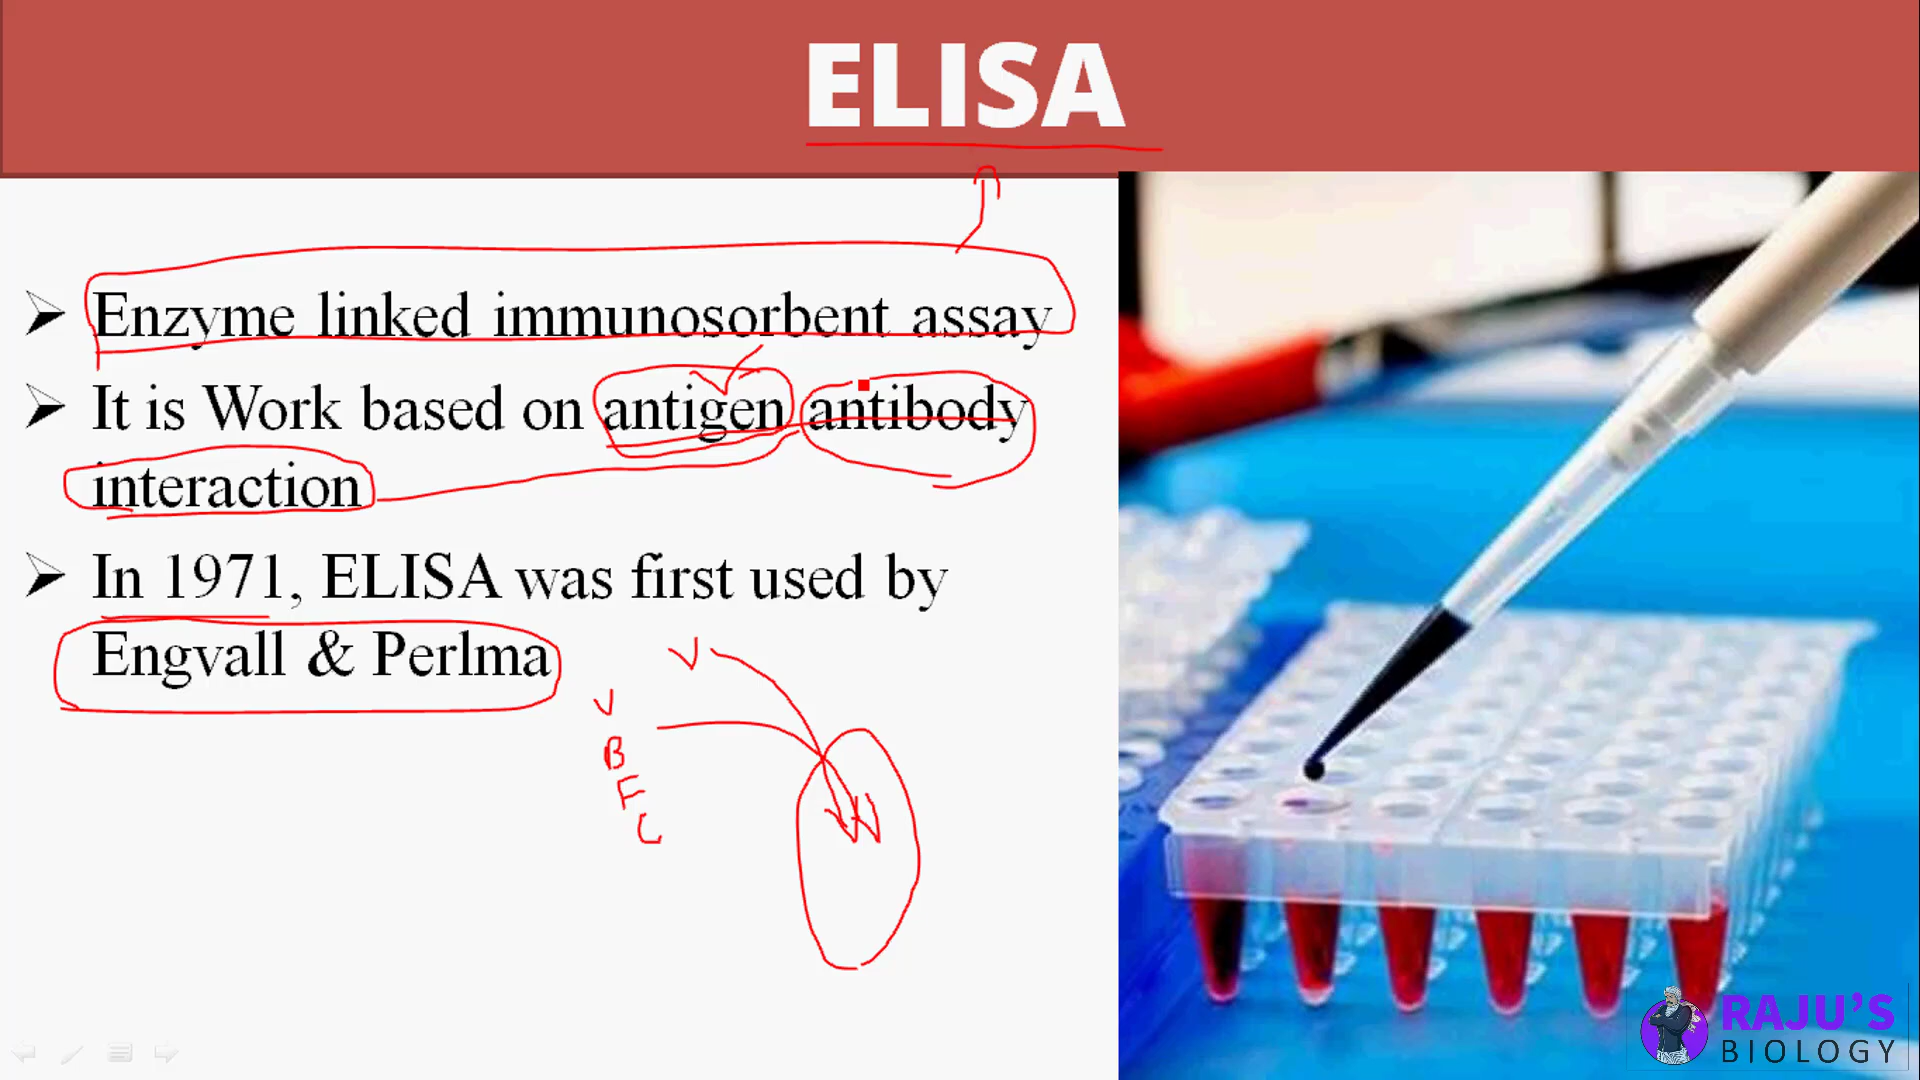 ELISA
Enzyme linked immunosorbent assay
It is Work based on antigen antibody
interaction
In 1971, ELISA was first used by
Engvall & Perlma
V
B
F
C
RAJU'S
BIOLOGY